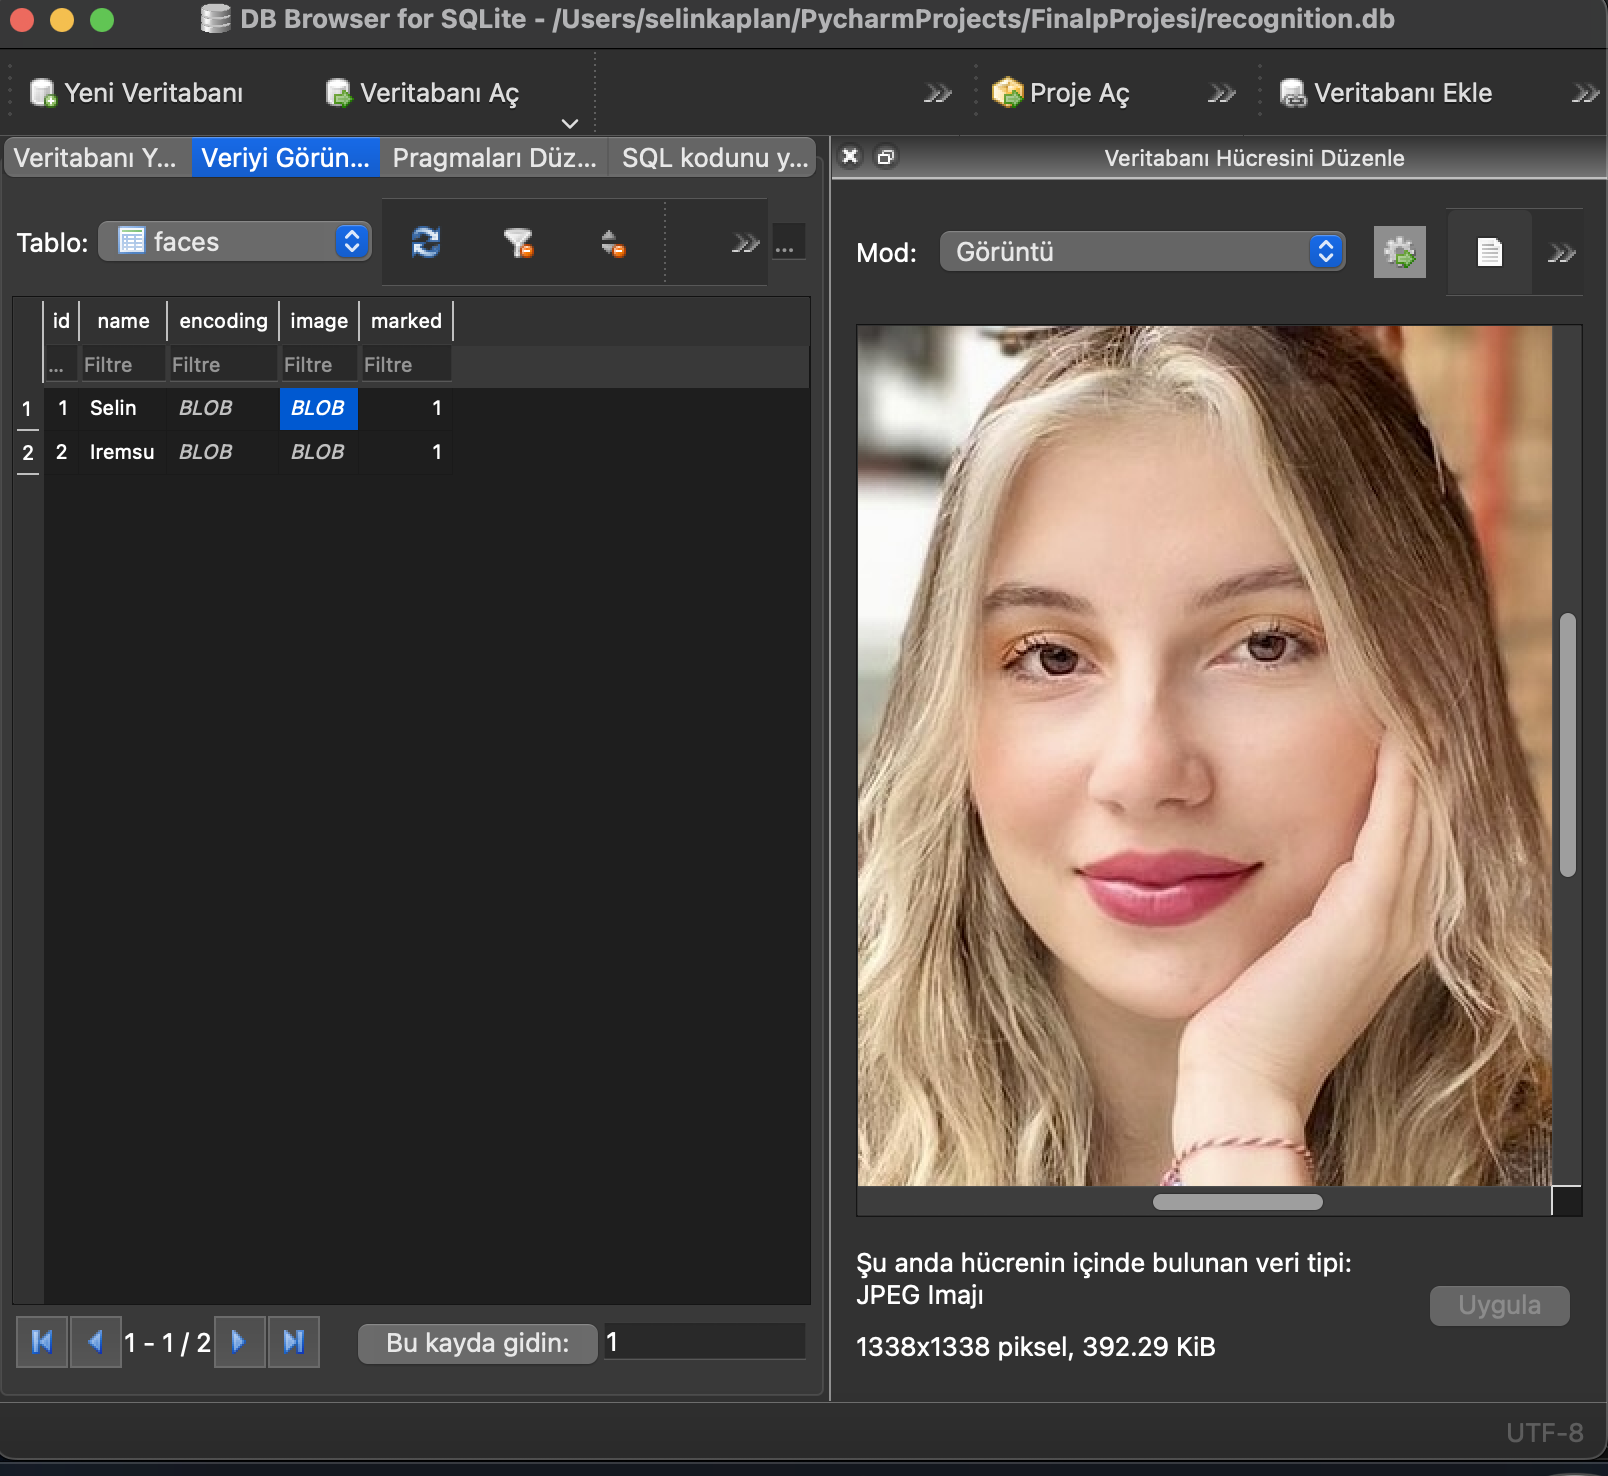 DB Browser for SQLite - /Users/selinkaplan/PycharmProjects/FinalpProjesi/recognition.db
Yeni Veritabanı
Veritabanı Aç
Proje Aç
Veritabanı Ekle
Veritabanı Y...
Veriyi Görün...
Pragmaları Düz...
SQL kodunu y...
Veritabanı Hücresini Düzenle
Tablo:
faces
...
Mod:
Görüntü
id name encoding image marked
... Filtre Filtre Filtre Filtre
1 1 Selin BLOB BLOB 1
2 2 Iremsu BLOB BLOB 1
Şu anda hücrenin içinde bulunan veri tipi:
JPEG Imajı
1338x1338 piksel, 392.29 KiB
Uygula
1 - 1 / 2
Bu kayda gidin:
1
UTF-8